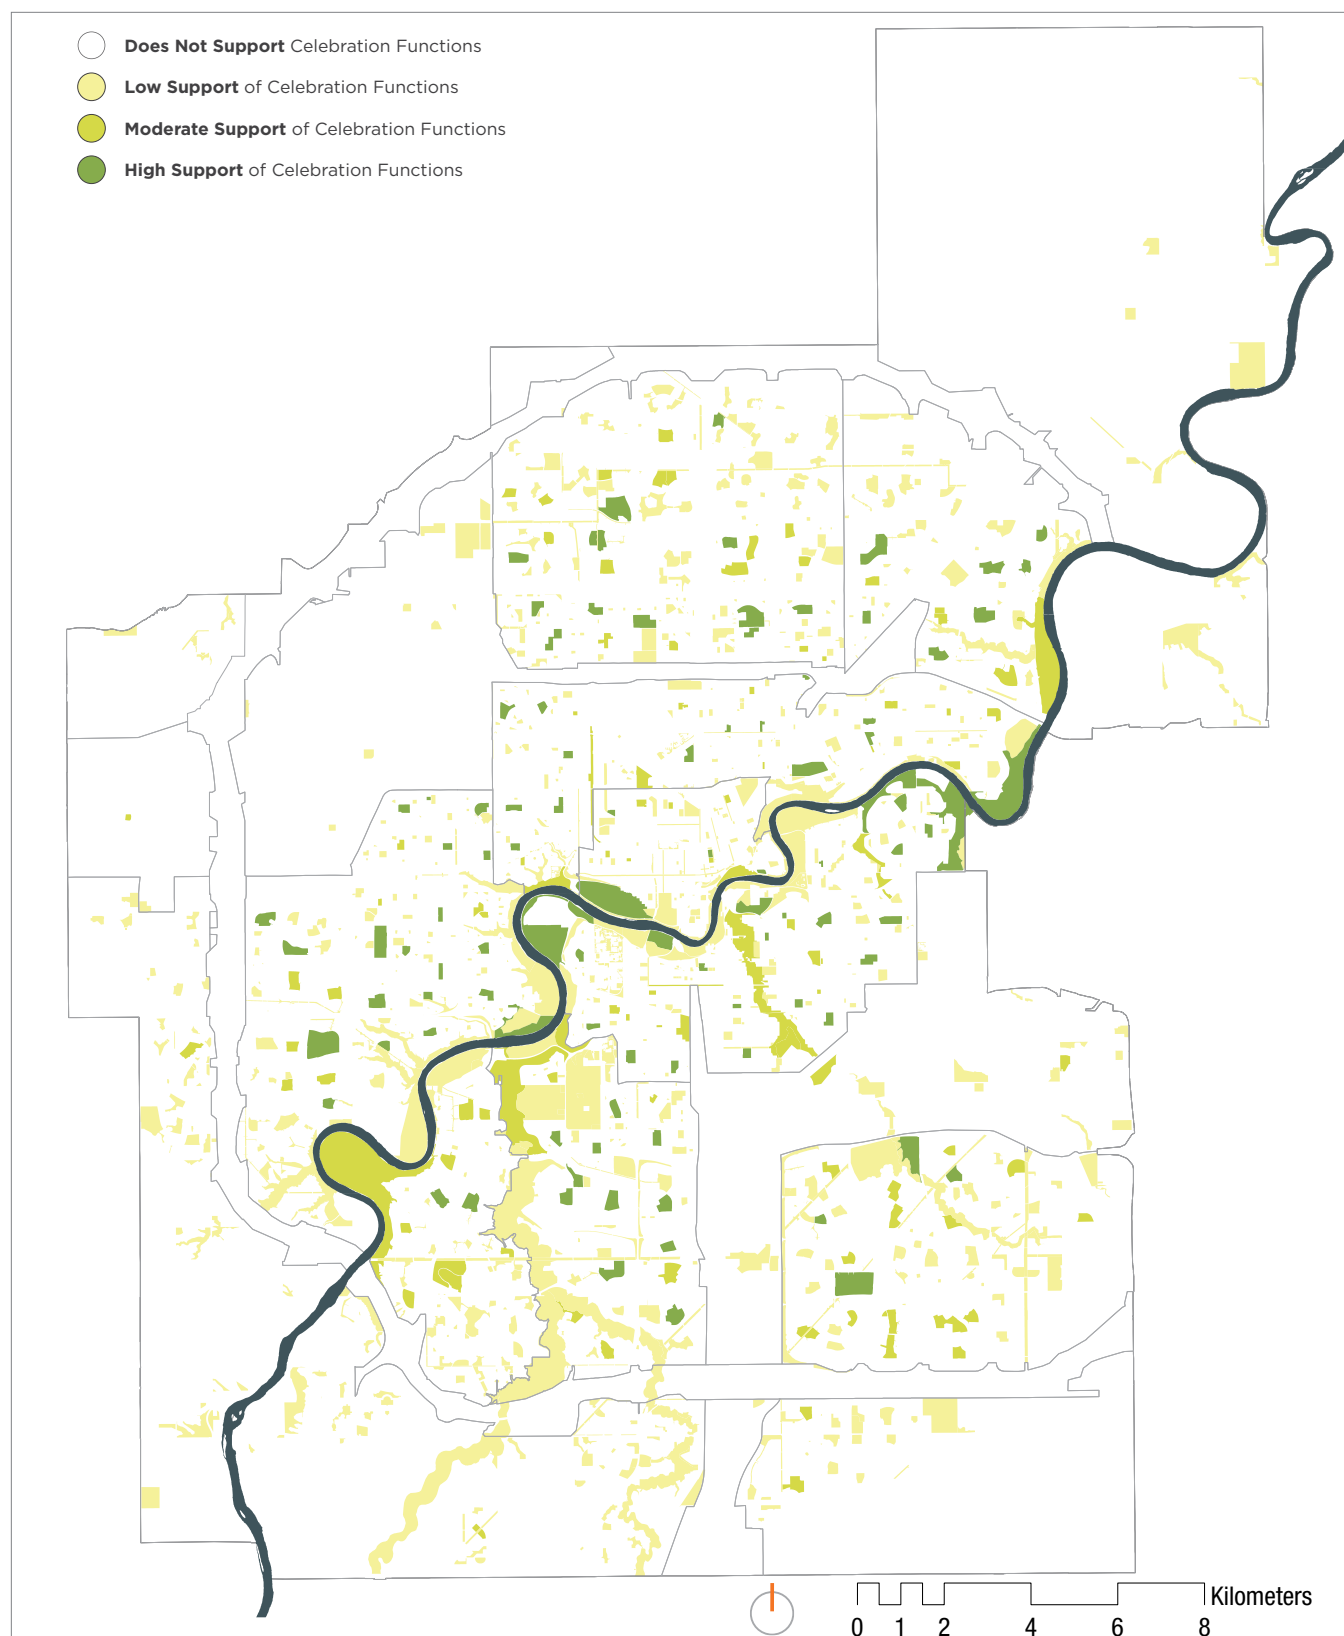 Does Not Support Celebration Functions
Low Support of Celebration Functions
Moderate Support of Celebration Functions
High Support of Celebration Functions
Kilometers
0 1 2 4 6 8